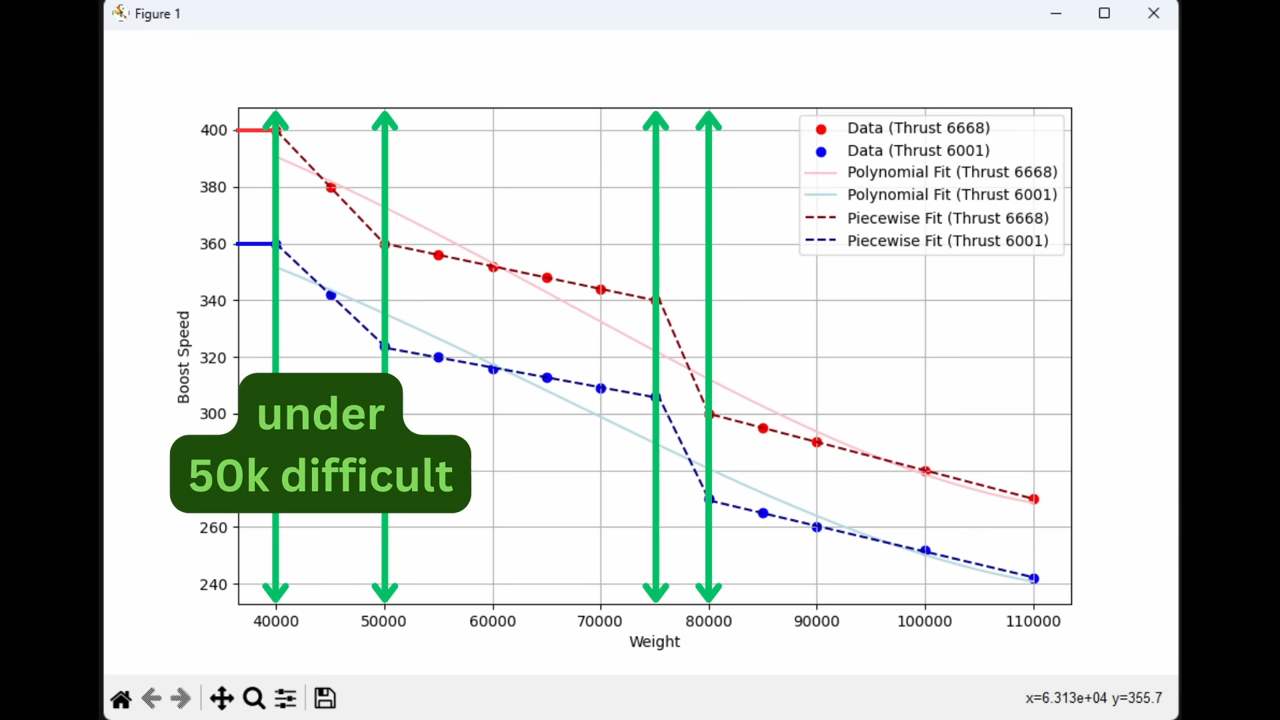 Figure 1
400
380
360
340
320
300
260
240
Boost Speed
40000
50000
60000
70000
80000
90000
100000
110000
Weight
Data (Thrust 6668)
Data (Thrust 6001)
Polynomial Fit (Thrust 6668)
Polynomial Fit (Thrust 6001)
Piecewise Fit (Thrust 6668)
Piecewise Fit (Thrust 6001)
under
50k difficult
x=6.313e+04 y=355.7